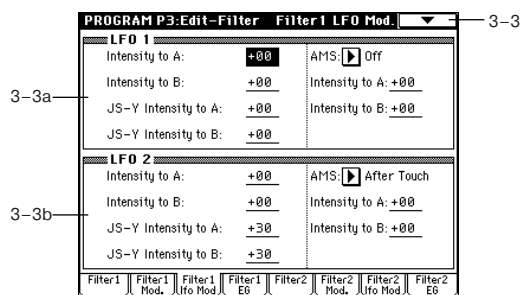 PROGRAM P3:Edit-Filter Filter1 LFO Mod.
3-3
LFO 1
Intensity to A: +00 AMS: Off
Intensity to B: +00 Intensity to A: +00
3-3a
JS-Y Intensity to A: +00 Intensity to B: +00
JS-Y Intensity to B: +00
LFO 2
Intensity to A: +00 AMS: After Touch
Intensity to B: +00 Intensity to A: +00
3-3b
JS-Y Intensity to A: +30 Intensity to B: +00
JS-Y Intensity to B: +30
Filter1 Filter1 Mod. Filter1 lfo Mod Filter1 EG Filter2 Filter2 Mod. Filter2 lfo Mod Filter2 EG